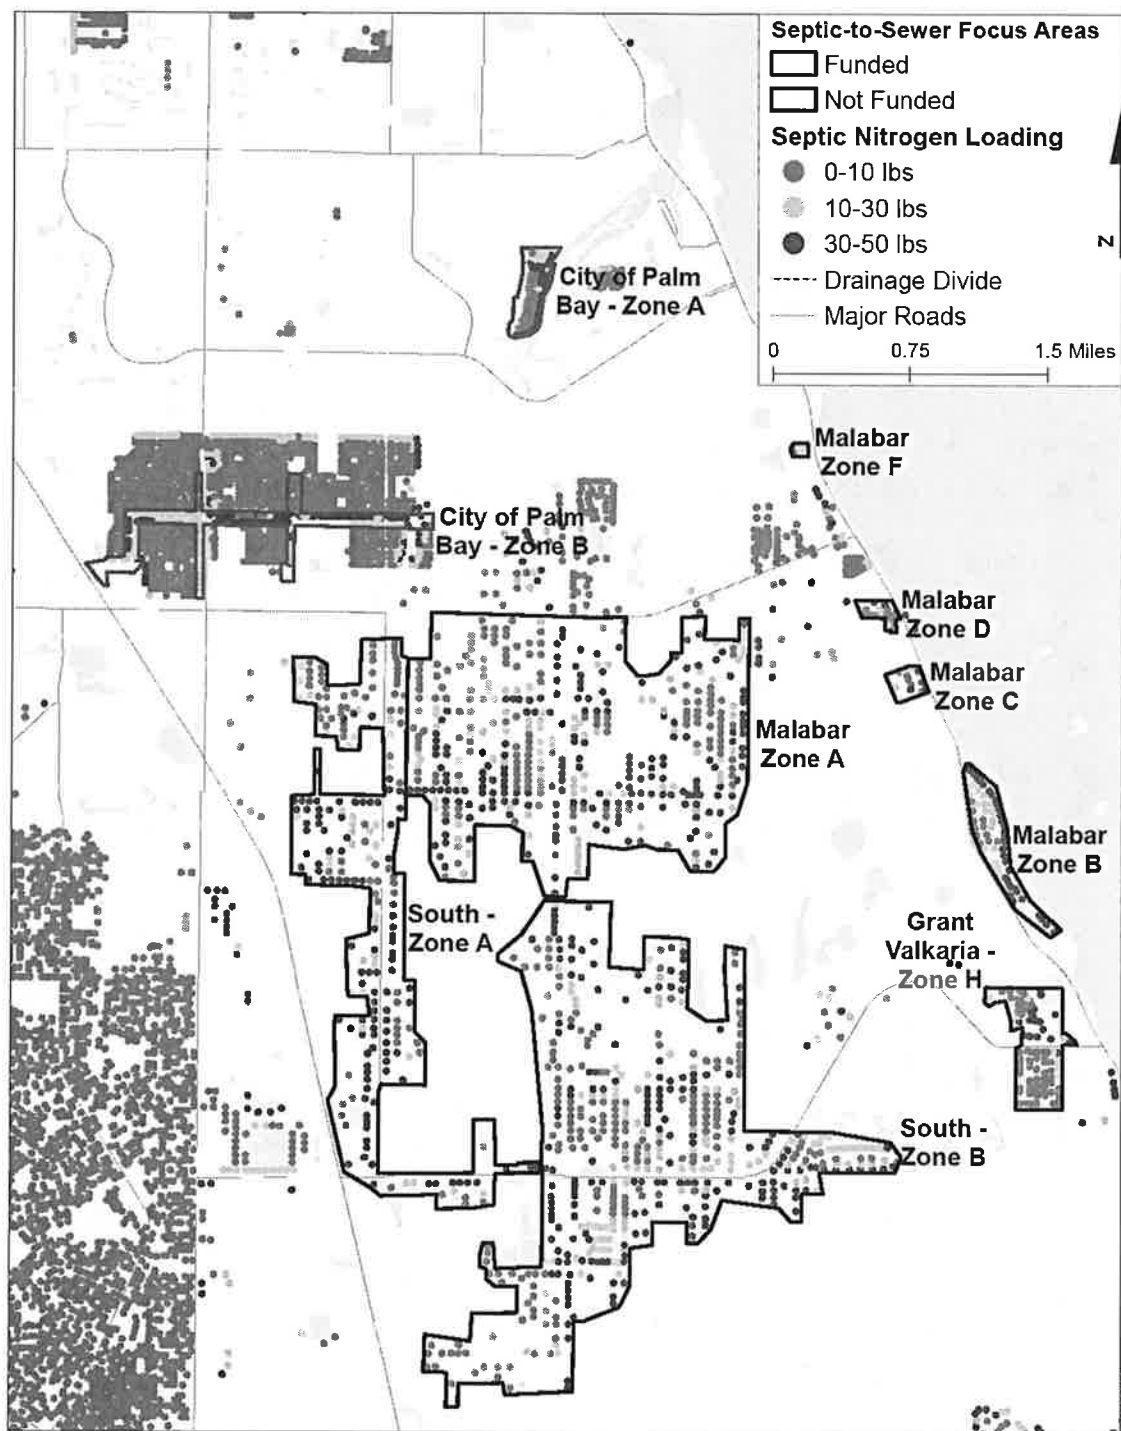 Septic-to-Sewer Focus Areas
Funded
Not Funded
Septic Nitrogen Loading
0-10 lbs
10-30 lbs
30-50 lbs
Drainage Divide
Major Roads
0 0.75 1.5 Miles
N
City of Palm
Bay - Zone A
Malabar
Zone F
City of Palm
Bay - Zone B
Malabar
Zone D
Malabar
Zone C
Malabar
Zone A
Malabar
Zone B
South -
Zone A
Grant
Valkaria -
Zone H
South -
Zone B